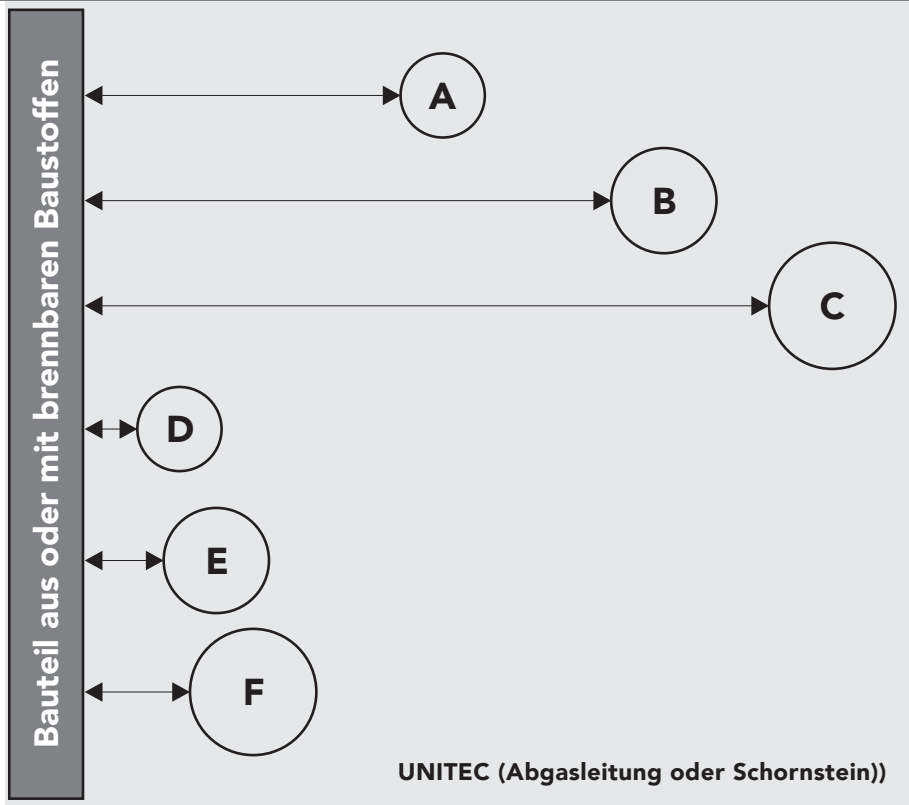 Bauteil aus oder mit brennbaren Baustoffen
A
B
C
D
E
F
UNITEC (Abgasleitung oder Schornstein))